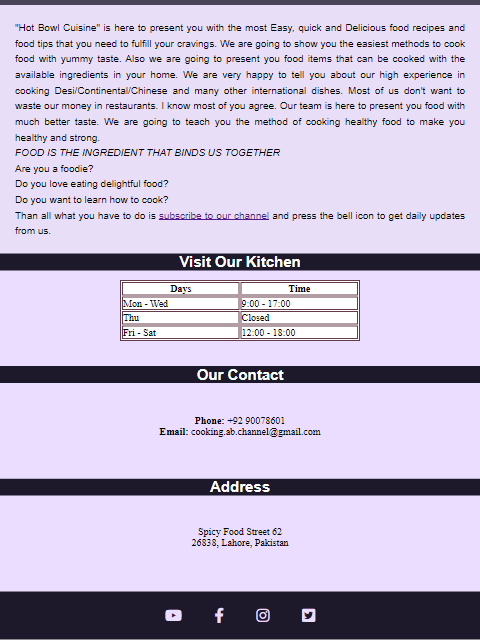 "Hot Bowl Cuisine" is here to present you with the most Easy, quick and Delicious food recipes and
food tips that you need to fulfill your cravings. We are going to show you the easiest methods to cook
food with yummy taste. Also we are going to present you food items that can be cooked with the
available ingredients in your home. We are very happy to tell you about our high experience in
cooking Desi/Continental/Chinese and many other international dishes. Most of us don't want to
waste our money in restaurants. I know most of you agree. Our team is here to present you food with
much better taste. We are going to teach you the method of cooking healthy food to make you
healthy and strong.
FOOD IS THE INGREDIENT THAT BINDS US TOGETHER
Are you a foodie?
Do you love eating delightful food?
Do you want to learn how to cook?
Than all what you have to do is subscribe to our channel and press the bell icon to get daily updates
from us.
Visit Our Kitchen
Days Time
Mon - Wed 9:00 - 17:00
Thu Closed
Fri - Sat 12:00 - 18:00
Our Contact
Phone: +92 90078601
Email: cooking.ab.channel@gmail.com
Address
Spicy Food Street 62
26838, Lahore, Pakistan